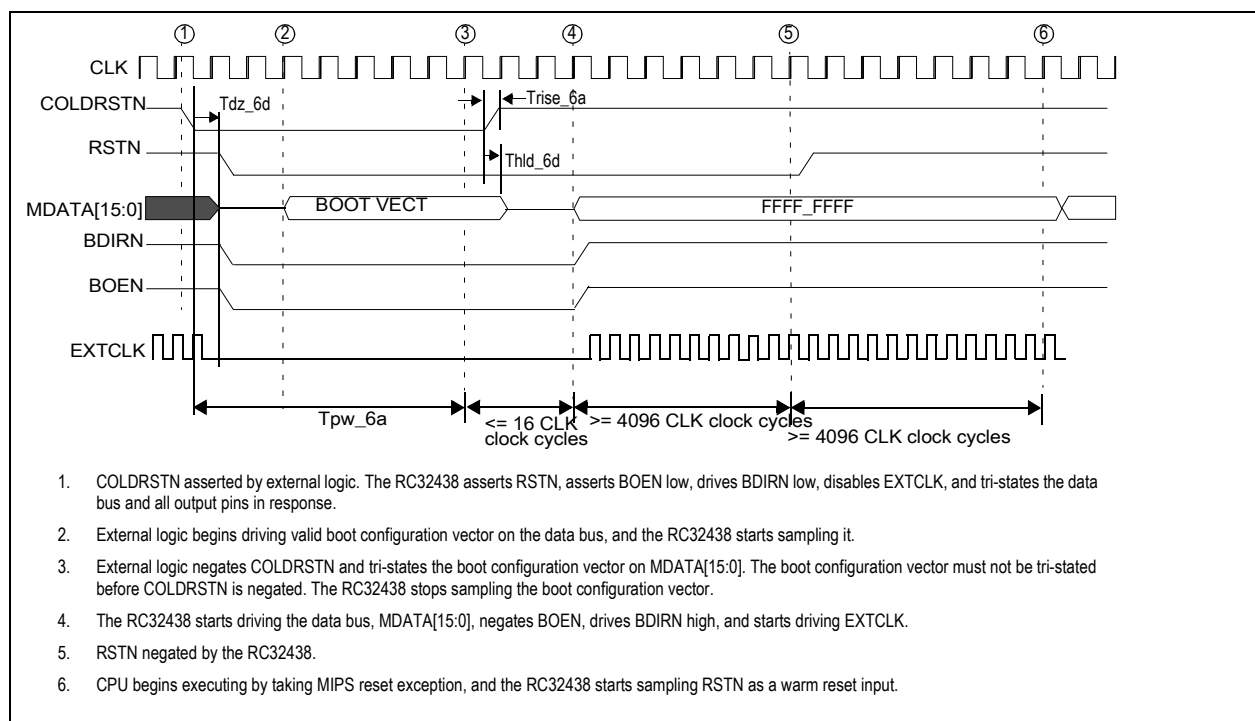 1 2 3 4 5 6
CLK
COLDRSTN
Tdz_6d
Trise_6a
RSTN
Thld_6d
MDATA[15:0]
BOOT VECT
FFFF_FFFF
BDIRN
BOEN
EXTCLK
Tpw_6a
<= 16 CLK
clock cycles
>= 4096 CLK clock cycles
>= 4096 CLK clock cycles
1. COLDRSTN asserted by external logic. The RC32438 asserts RSTN, asserts BOEN low, drives BDIRN low, disables EXTCLK, and tri-states the data
bus and all output pins in response.
2. External logic begins driving valid boot configuration vector on the data bus, and the RC32438 starts sampling it.
3. External logic negates COLDRSTN and tri-states the boot configuration vector on MDATA[15:0]. The boot configuration vector must not be tri-stated
before COLDRSTN is negated. The RC32438 stops sampling the boot configuration vector.
4. The RC32438 starts driving the data bus, MDATA[15:0], negates BOEN, drives BDIRN high, and starts driving EXTCLK.
5. RSTN negated by the RC32438.
6. CPU begins executing by taking MIPS reset exception, and the RC32438 starts sampling RSTN as a warm reset input.